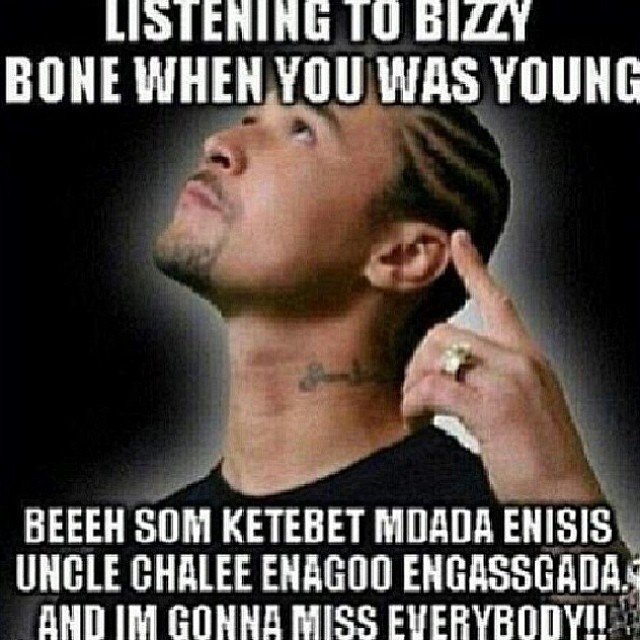 LISTENING TO BIZZY
BONE WHEN YOU WAS YOUNG
BEEEH SOM KETEBET MDADA ENISIS
UNCLE CHALEE ENAGOO ENGASSGADA.
AND IM GONNA MISS EVERYBODY!!